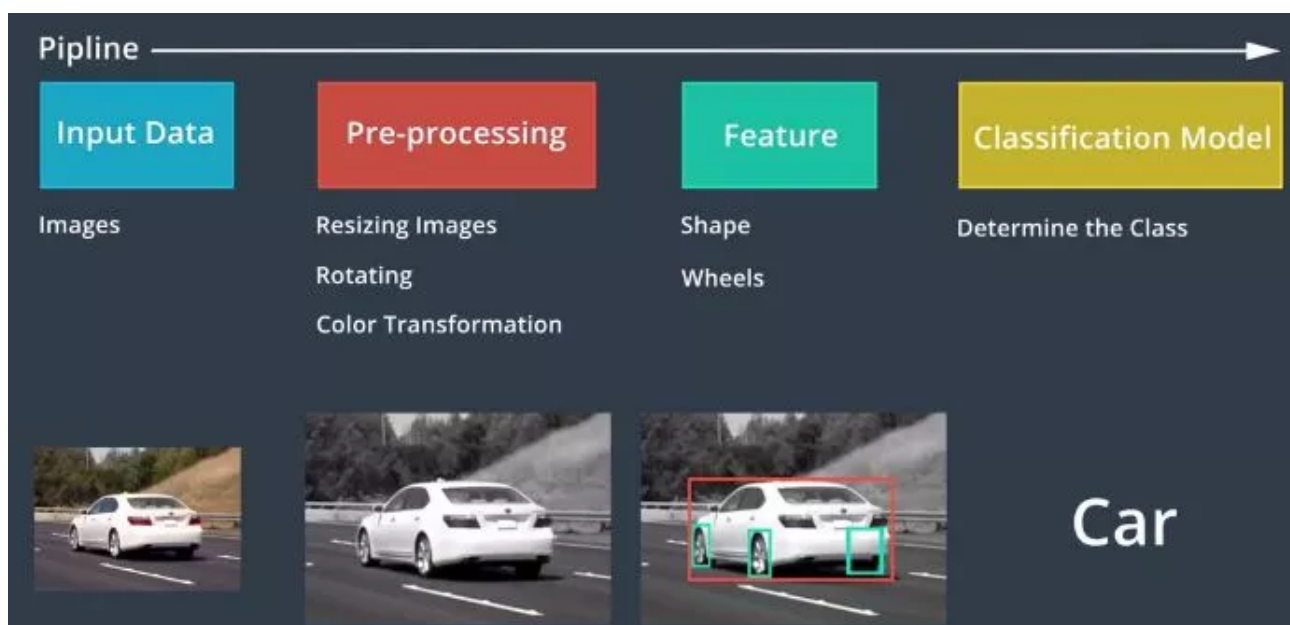 Pipline
Input Data
Pre-processing
Feature
Classification Model
Images
Resizing Images
Rotating
Color Transformation
Shape
Wheels
Determine the Class
Car